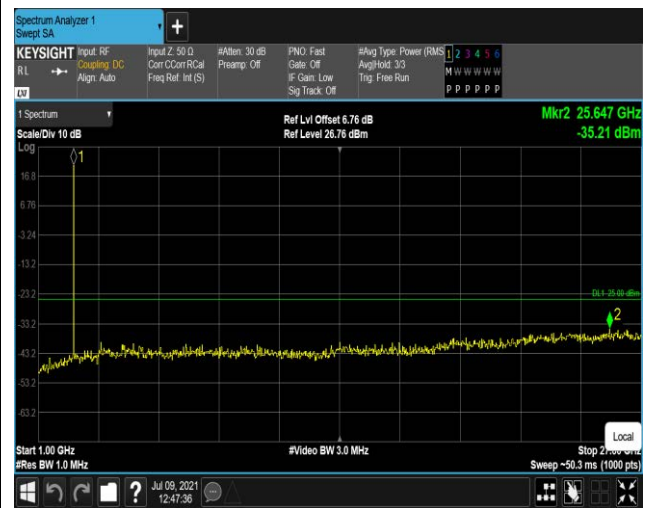 Spectrum Analyzer 1
Swept SA
+
KEYSIGHT
RL
LXI
Input: RF
Coupling: DC
Align: Auto
Input Z: 50 Ω
Corr CCorr RCal
Freq Ref: Int (S)
#Atten: 30 dB
Preamp: Off
PNO: Fast
Gate: Off
IF Gain: Low
Sig Track: Off
#Avg Type: Power (RMS
Avg|Hold: 3/3
Trig: Free Run
1 2 3 4 5 6
M W W W W W
P P P P P P
1 Spectrum
Scale/Div 10 dB
Log
Ref Lvl Offset 6.76 dB
Ref Level 26.76 dBm
Mkr2 25.647 GHz
-35.21 dBm
1
16.8
6.76
-3.24
-13.2
-23.2
DL1 -25.00 dBm
2
-33.2
-43.2
-53.2
-63.2
Local
Start 1.00 GHz
#Video BW 3.0 MHz
Stop 27.00 GHz
#Res BW 1.0 MHz
Sweep ~50.3 ms (1000 pts)
?
Jul 09, 2021
12:47:36